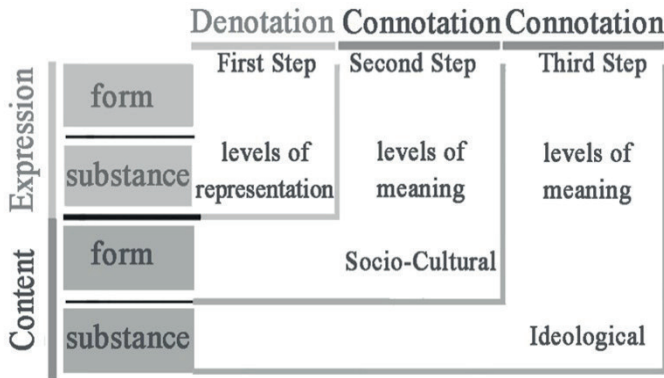 Denotation Connotation Connotation
First Step Second Step Third Step
Expression
form
substance
levels of representation
levels of meaning
levels of meaning
Content
form
Socio-Cultural
substance
Ideological